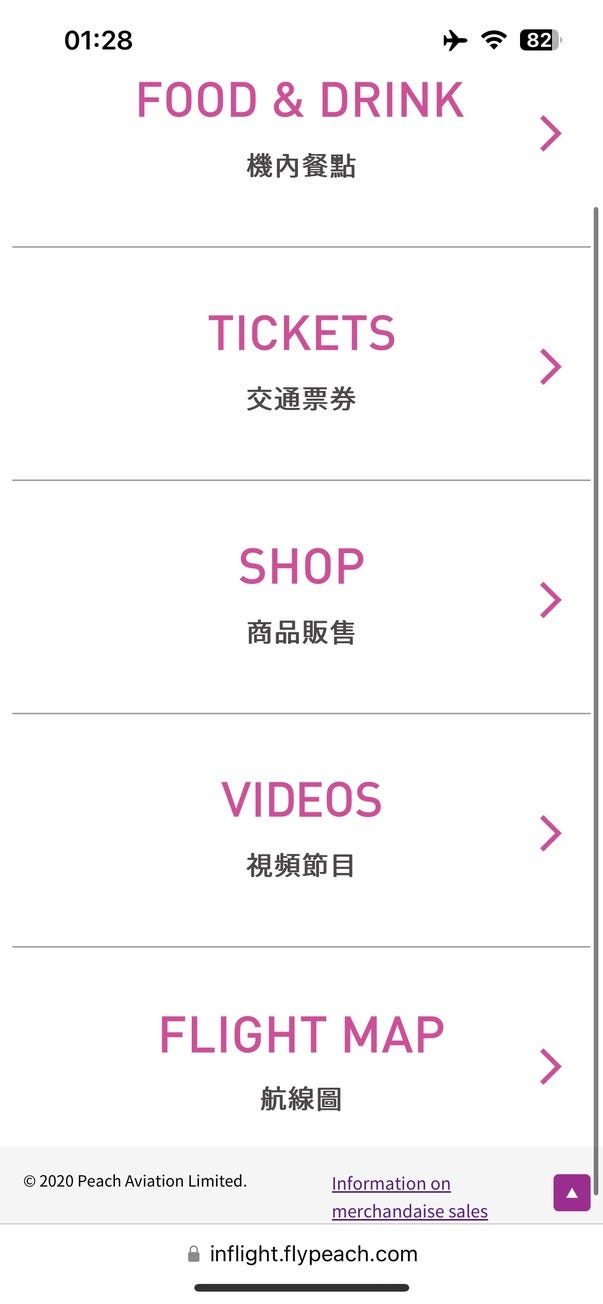 01:28
82
FOOD & DRINK
機內餐點
TICKETS
交通票券
SHOP
商品販售
VIDEOS
視頻節目
FLIGHT MAP
航線圖
© 2020 Peach Aviation Limited.
Information on
merchandaise sales
inflight.flypeach.com